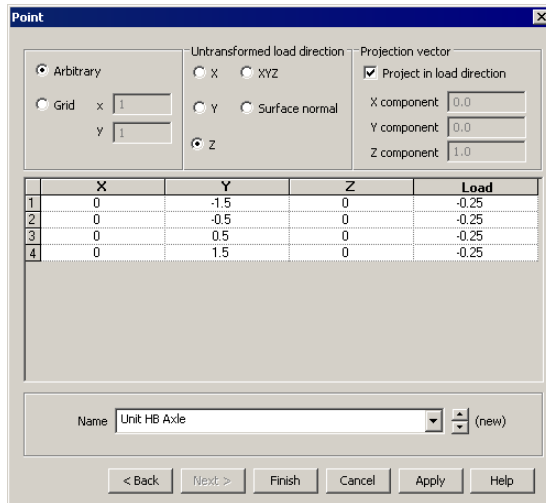 Point
Untransformed load direction
Projection vector
Arbitrary
X
XYZ
Project in load direction
Grid
x
1
Y
Surface normal
X component
0.0
y
1
Y component
0.0
Z
Z component
1.0
X Y Z Load
1 0 -1.5 0 -0.25
2 0 -0.5 0 -0.25
3 0 0.5 0 -0.25
4 0 1.5 0 -0.25
Name Unit HB Axle (new)
< Back Next > Finish Cancel Apply Help